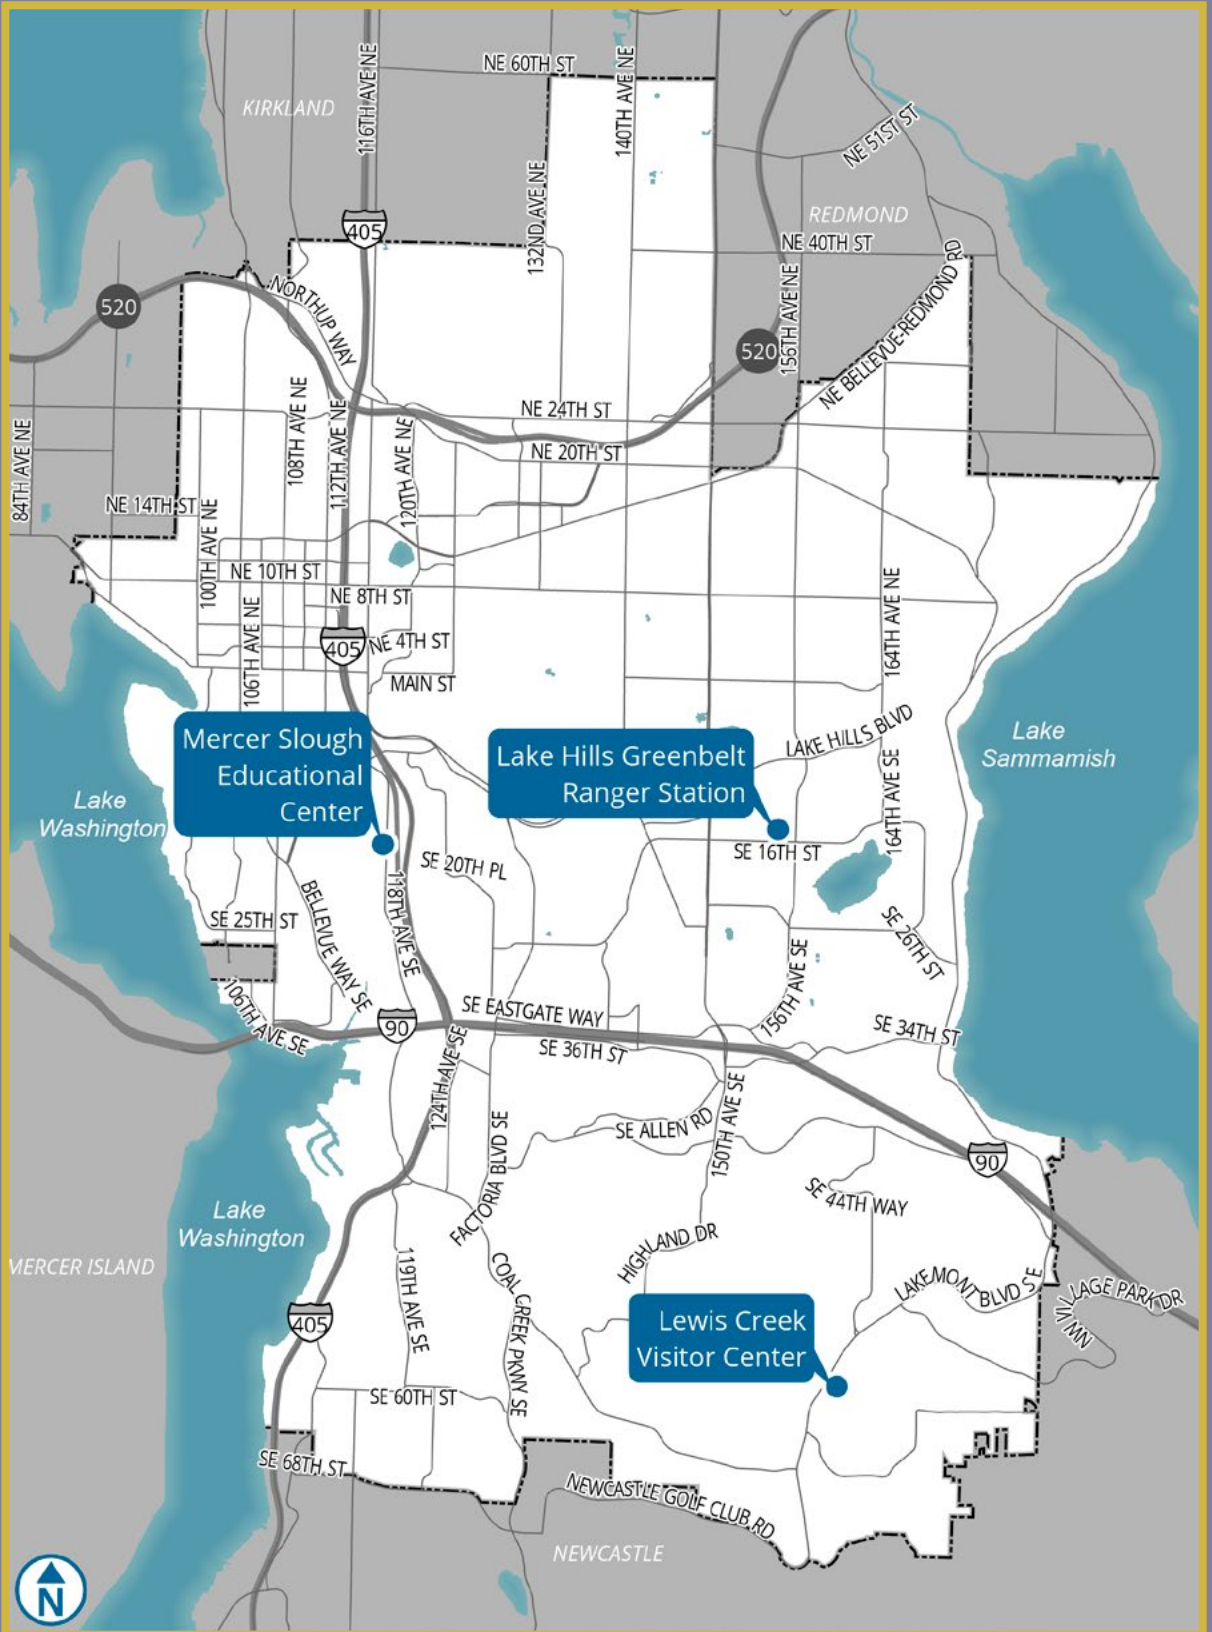 NE 60TH ST
116TH AVE NE
140TH AVE NE
KIRKLAND
NE 51ST ST
132ND AVE NE
REDMOND
405
NE 40TH ST
NE BELLEVUE-REDMOND RD
156TH AVE NE
520
NORTHUP WAY
520
108TH AVE NE
112TH AVE NE
NE 24TH ST
84TH AVE NE
120TH AVE NE
NE 20TH ST
NE 14TH ST
100TH AVE NE
NE 10TH ST
NE 8TH ST
106TH AVE NE
164TH AVE NE
405
NE 4TH ST
MAIN ST
Mercer Slough
Educational
Center
Lake Hills Greenbelt
Ranger Station
LAKE HILLS BLVD
Lake
Sammamish
Lake
Washington
164TH AVE SE
SE 16TH ST
SE 20TH PL
118TH AVE SE
BELLEVUE WAY SE
SE 25TH ST
SE 26TH ST
156TH AVE SE
106TH AVE SE
90
SE EASTGATE WAY
SE 34TH ST
SE 36TH ST
124TH AVE SE
150TH AVE SE
SE ALLEN RD
FACTORIA BLVD SE
90
SE 44TH WAY
Lake
Washington
HIGHLAND DR
MERCER ISLAND
119TH AVE SE
COAL CREEK PKWY SE
LAKEMONT BLVD SE
NW VILLAGE PARK DR
405
Lewis Creek
Visitor Center
SE 60TH ST
SE 68TH ST
NEWCASTLE GOLF CLUB RD
NEWCASTLE
N